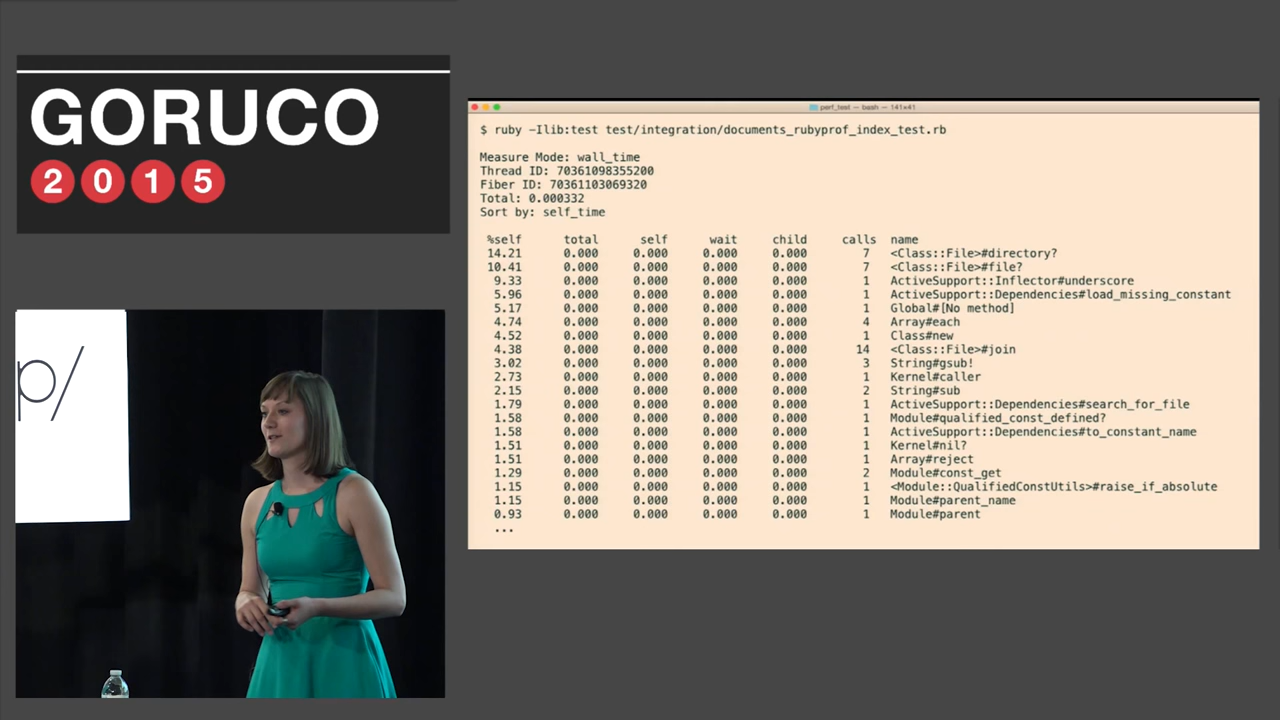 GORUCO
2 0 1 5
p/
perf_test — bash — 141×41
$ ruby -Ilib:test test/integration/documents_rubyprof_index_test.rb
Measure Mode: wall_time
Thread ID: 70361098355200
Fiber ID: 70361103069320
Total: 0.000332
Sort by: self_time
%self total self wait child calls name
14.21 0.000 0.000 0.000 0.000 7 <Class::File>#directory?
10.41 0.000 0.000 0.000 0.000 7 <Class::File>#file?
9.33 0.000 0.000 0.000 0.000 1 ActiveSupport::Inflector#underscore
5.96 0.000 0.000 0.000 0.000 1 ActiveSupport::Dependencies#load_missing_constant
5.17 0.000 0.000 0.000 0.000 1 Global#[No method]
4.74 0.000 0.000 0.000 0.000 4 Array#each
4.52 0.000 0.000 0.000 0.000 1 Class#new
4.38 0.000 0.000 0.000 0.000 14 <Class::File>#join
3.02 0.000 0.000 0.000 0.000 3 String#gsub!
2.73 0.000 0.000 0.000 0.000 1 Kernel#caller
2.15 0.000 0.000 0.000 0.000 2 String#sub
1.79 0.000 0.000 0.000 0.000 1 ActiveSupport::Dependencies#search_for_file
1.58 0.000 0.000 0.000 0.000 1 Module#qualified_const_defined?
1.58 0.000 0.000 0.000 0.000 1 ActiveSupport::Dependencies#to_constant_name
1.51 0.000 0.000 0.000 0.000 1 Kernel#nil?
1.51 0.000 0.000 0.000 0.000 1 Array#reject
1.29 0.000 0.000 0.000 0.000 2 Module#const_get
1.15 0.000 0.000 0.000 0.000 1 <Module::QualifiedConstUtils>#raise_if_absolute
1.15 0.000 0.000 0.000 0.000 1 Module#parent_name
0.93 0.000 0.000 0.000 0.000 1 Module#parent
...